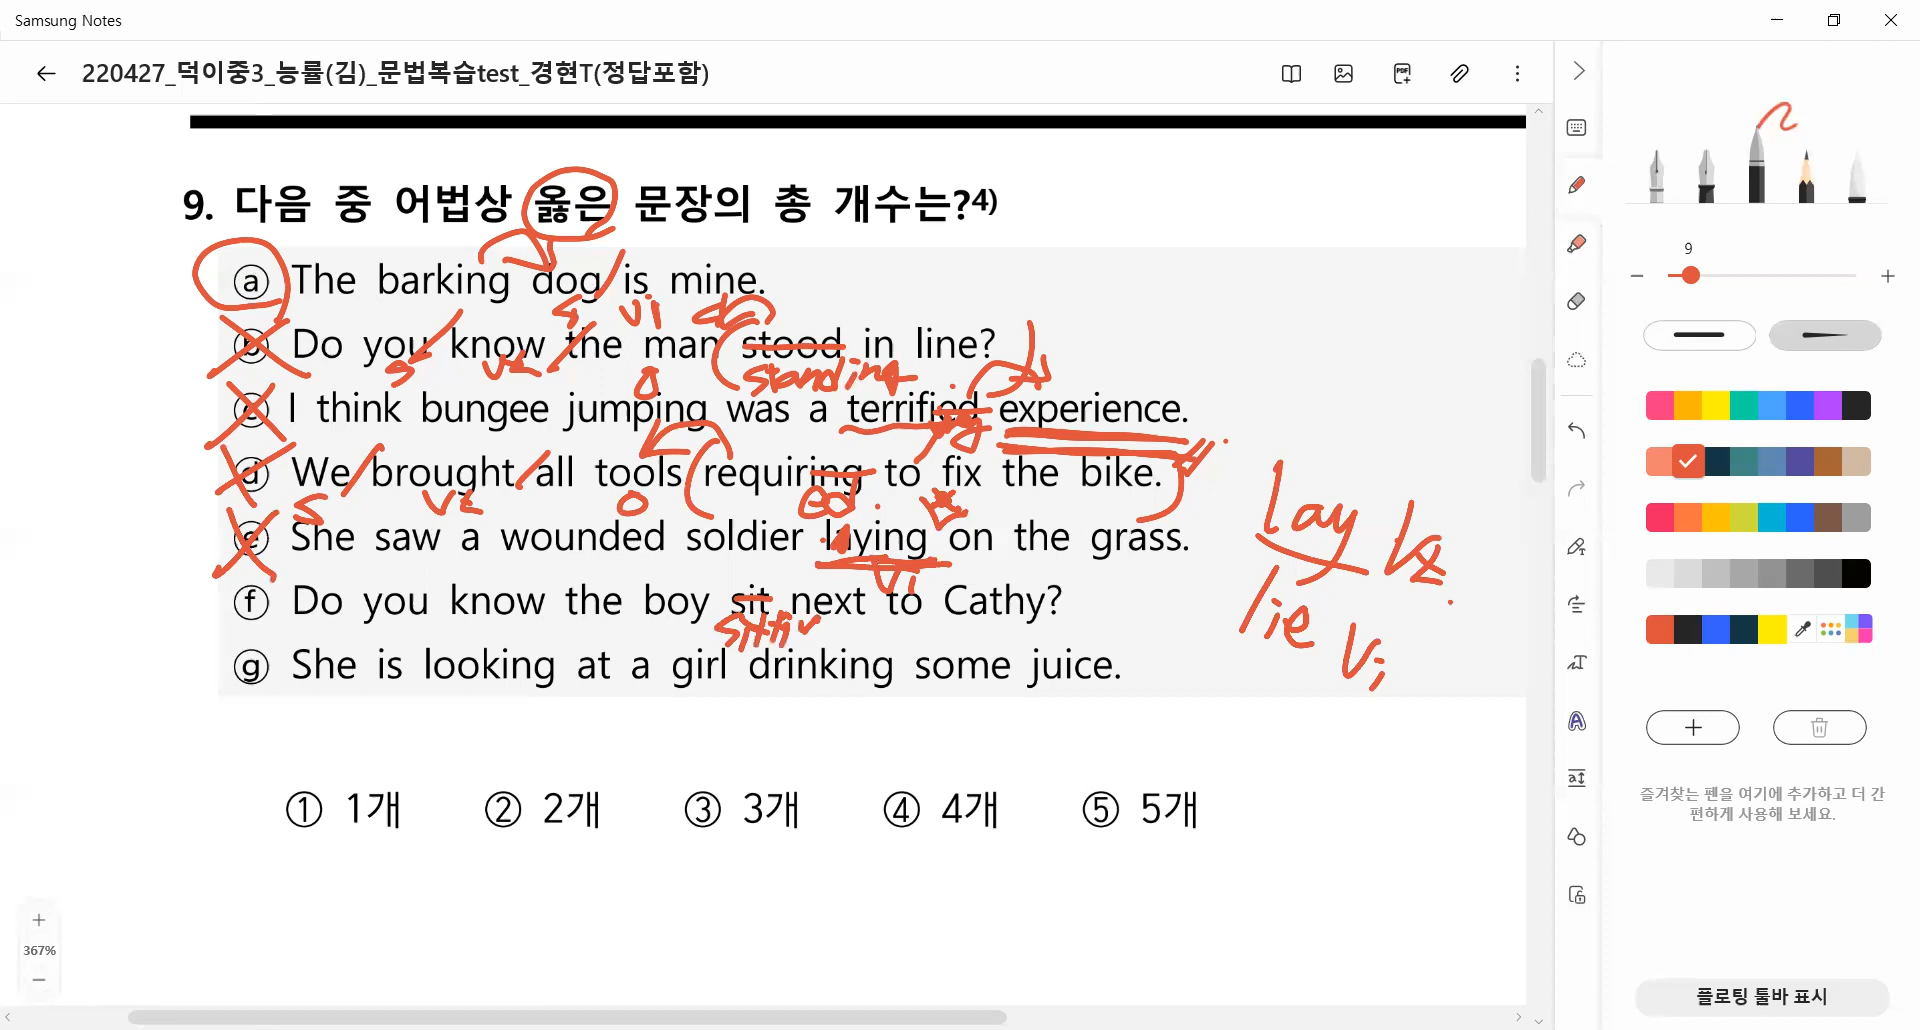 Samsung Notes
220427_덕이중3_능률(김)_문법복습test_경현T(정답포함)
9. 다음 중 어법상 옳은 문장의 총 개수는?4)
ⓐ The barking dog is mine.
s vi
ⓑ Do you know the man stood in line?
s vt o standing
ⓒ I think bungee jumping was a terrified experience.
ing
ⓓ We brought all tools requiring to fix the bike.
s vt o ed
ⓔ She saw a wounded soldier laying on the grass.
vi
lay vt
ⓕ Do you know the boy sit next to Cathy?
lie vi
ⓖ She is looking at a girl drinking some juice.
① 1개 ② 2개 ③ 3개 ④ 4개 ⑤ 5개
367%
9
즐겨찾는 펜을 여기에 추가하고 더 간
편하게 사용해 보세요.
플로팅 툴바 표시